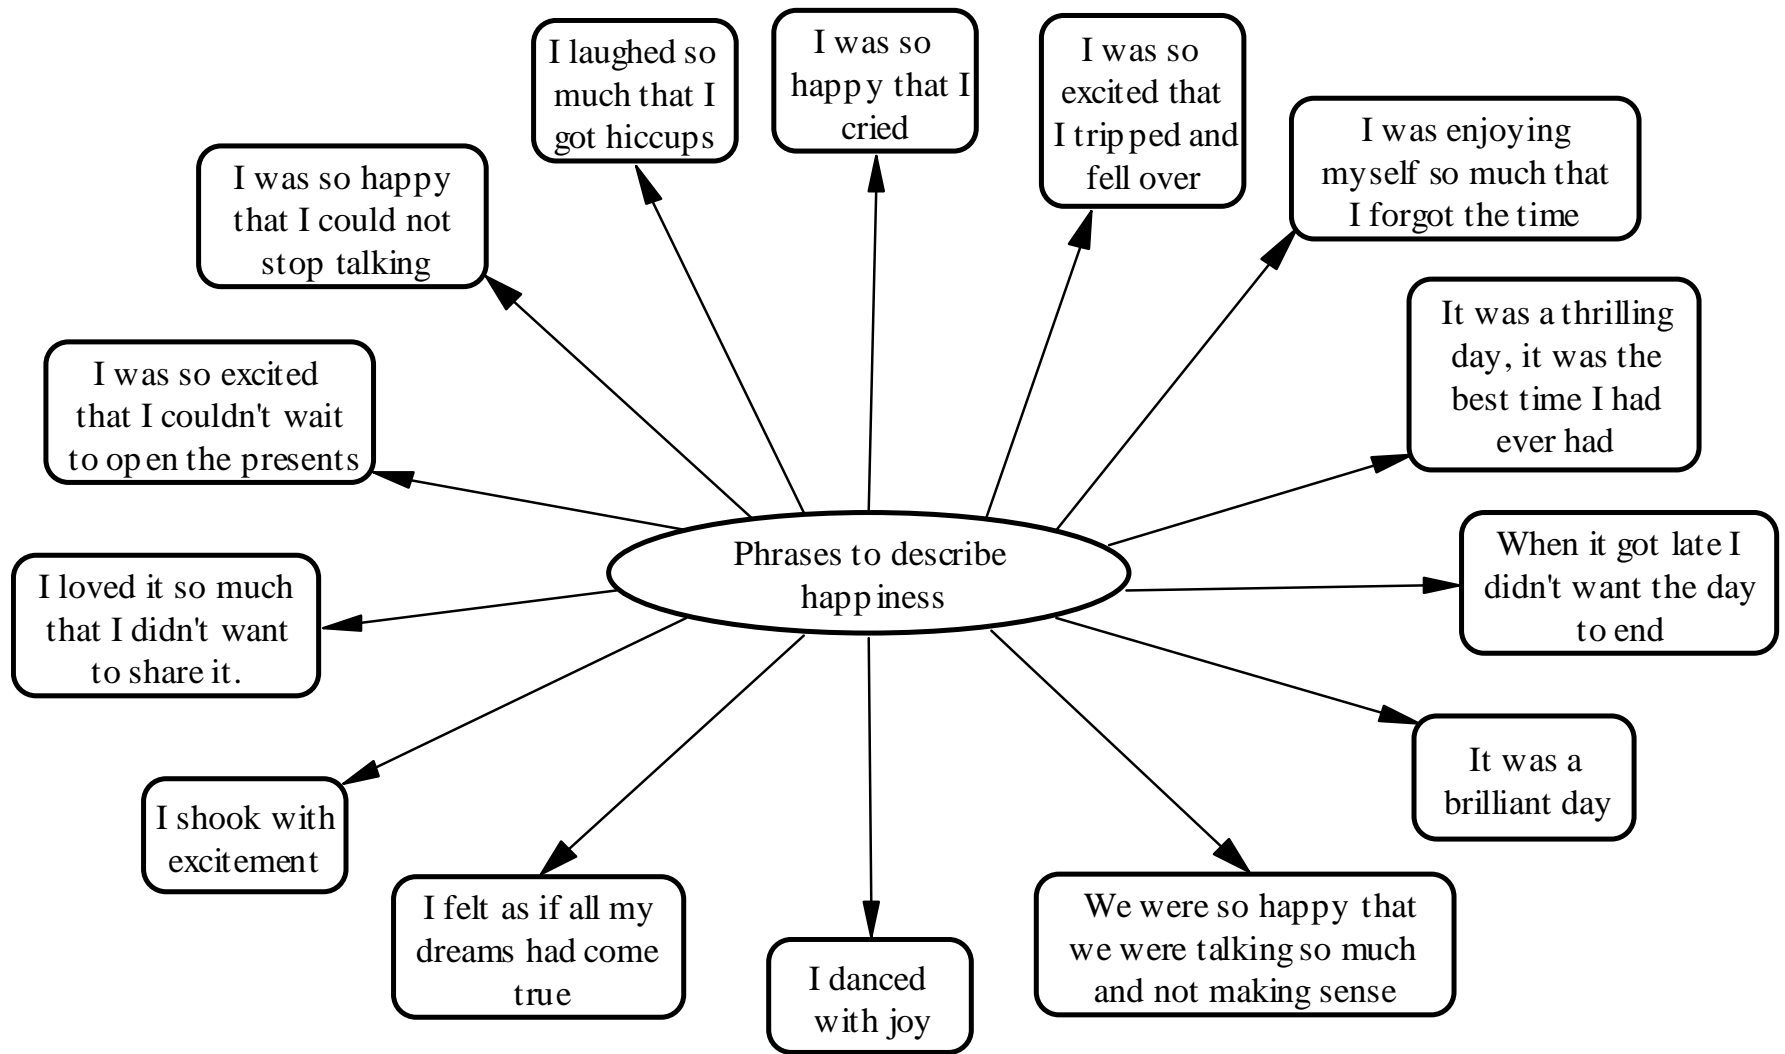 I laughed so
much that I
got hiccups
I was so
happy that I
cried
I was so
excited that
I tripped and
fell over
I was enjoying
myself so much that
I forgot the time
I was so happy
that I could not
stop talking
It was a thrilling
day, it was the
best time I had
ever had
I was so excited
that I couldn't wait
to open the presents
Phrases to describe
happiness
When it got late I
didn't want the day
to end
I loved it so much
that I didn't want
to share it.
It was a
brilliant day
I shook with
excitement
I felt as if all my
dreams had come
true
I danced
with joy
We were so happy that
we were talking so much
and not making sense